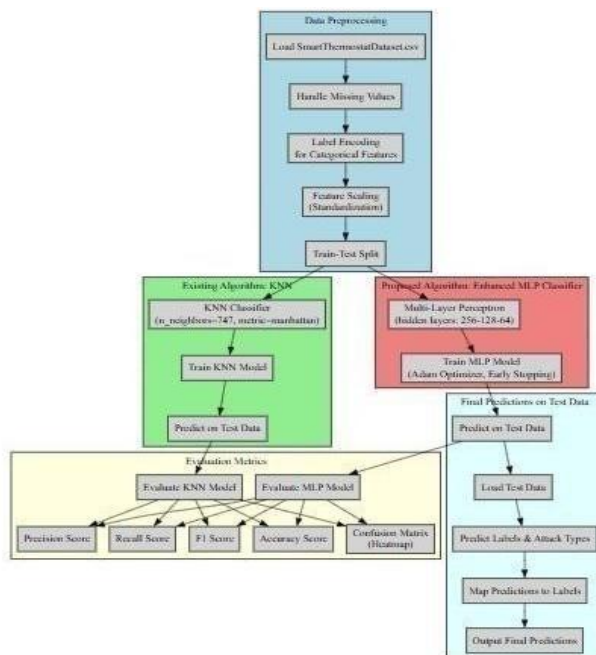 Data Preprocessing
Load SmartThermostatDataset.csv
Handle Missing Values
Label Encoding
for Categorical Features
Feature Scaling
(Standardization)
Train-Test Split
Existing Algorithm: KNN
KNN Classifier
(n_neighbors=747, metric=manhattan)
Train KNN Model
Predict on Test Data
Proposed Algorithm: Enhanced MLP Classifier
Multi-Layer Perceptron
(hidden layers: 256-128-64)
Train MLP Model
(Adam Optimizer, Early Stopping)
Final Predictions on Test Data
Predict on Test Data
Load Test Data
Predict Labels & Attack Types
Map Predictions to Labels
Output Final Predictions
Evaluation Metrics
Evaluate KNN Model
Evaluate MLP Model
Precision Score
Recall Score
F1 Score
Accuracy Score
Confusion Matrix
(Heatmap)